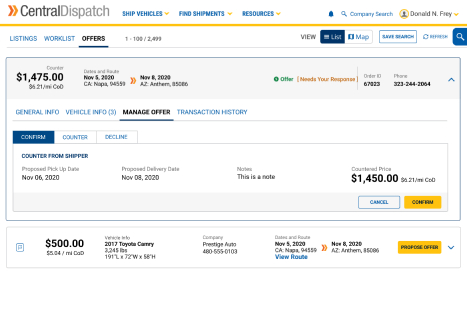 CentralDispatch
SHIP VEHICLES
FIND SHIPMENTS
RESOURCES
Company Search
Donald N. Frey
LISTINGS
WORKLIST
OFFERS
1 - 100 / 2,499
VIEW
List
Map
SAVE SEARCH
REFRESH
Counter
$1,475.00
$6.21/mi CoD
Dates and Route
Nov 5, 2020
CA: Napa, 94559
Nov 8, 2020
AZ: Anthem, 85086
Offer [ Needs Your Response ]
Order ID
67023
Phone
323-244-2064
GENERAL INFO
VEHICLE INFO (3)
MANAGE OFFER
TRANSACTION HISTORY
CONFIRM
COUNTER
DECLINE
COUNTER FROM SHIPPER
Proposed Pick Up Date
Nov 06, 2020
Proposed Delivery Date
Nov 08, 2020
Notes
This is a note
Countered Price
$1,450.00 $6.21/mi CoD
CANCEL
CONFIRM
$500.00
$5.04 / mi CoD
Vehicle Info
2017 Toyota Camry
3,245 lbs
191"L x 72"W x 58"H
Company
Prestige Auto
480-555-0103
Dates and Route
Nov 5, 2020
CA: Napa, 94559
View Route
Nov 8, 2020
AZ: Anthem, 85086
PROPOSE OFFER